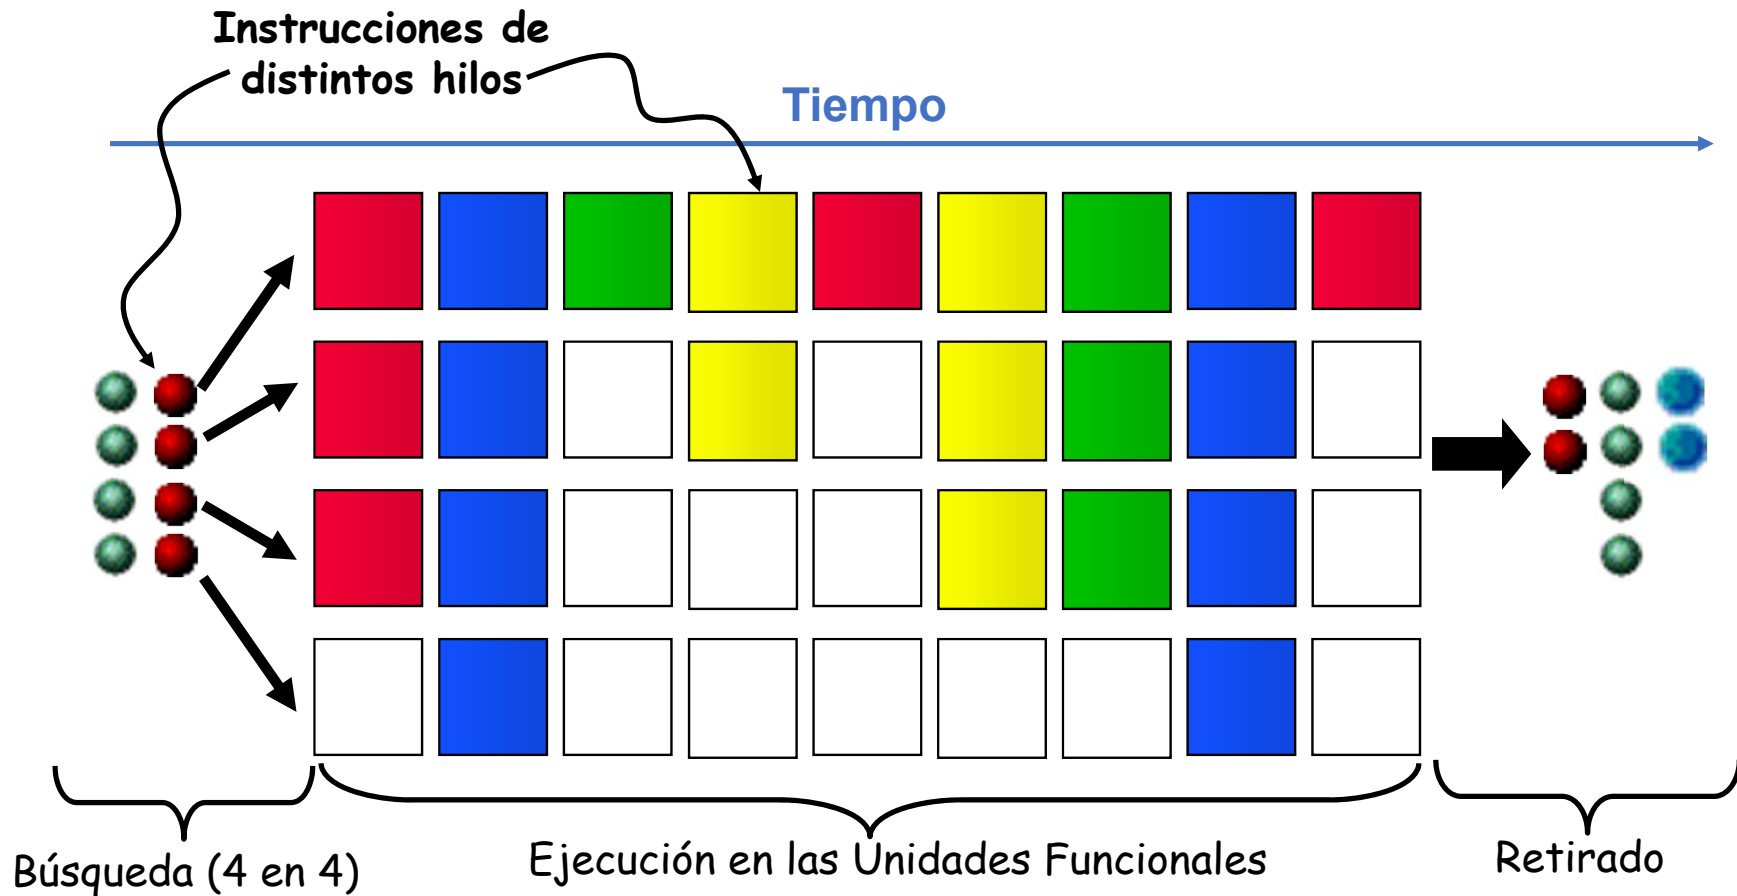 Instrucciones de
distintos hilos
Tiempo
Búsqueda (4 en 4)
Ejecución en las Unidades Funcionales
Retirado